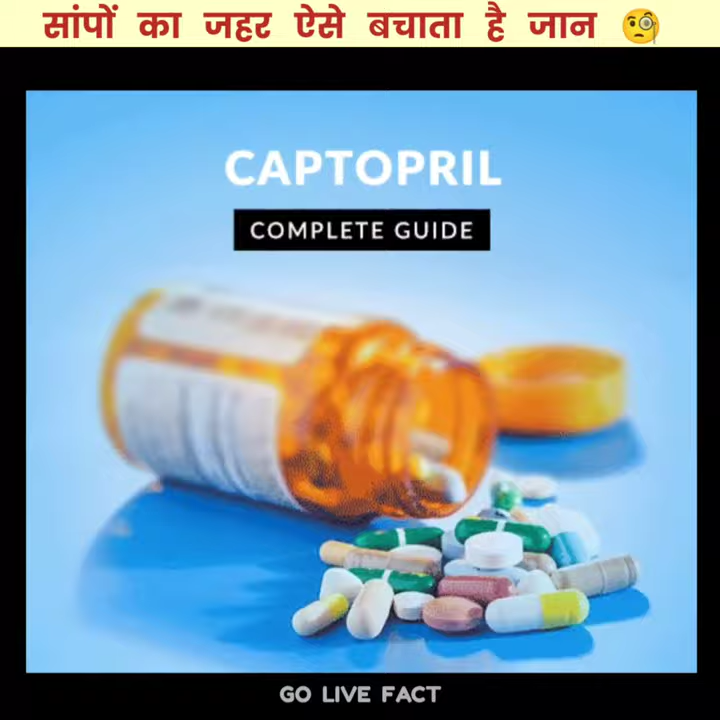 सांपों का जहर ऐसे बचाता है जान 🧐
CAPTOPRIL
COMPLETE GUIDE
GO LIVE FACT